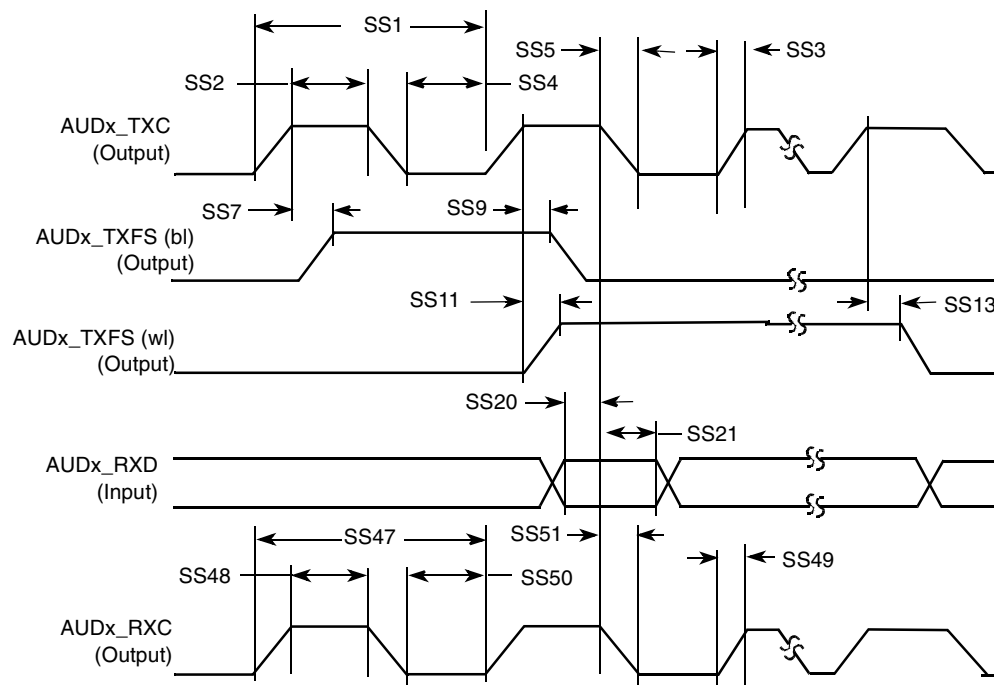 SS1
SS5
SS3
SS2
SS4
AUDx_TXC
(Output)
SS7
SS9
AUDx_TXFS (bl)
(Output)
SS11
SS13
AUDx_TXFS (wl)
(Output)
SS20
SS21
AUDx_RXD
(Input)
SS47
SS51
SS49
SS48
SS50
AUDx_RXC
(Output)